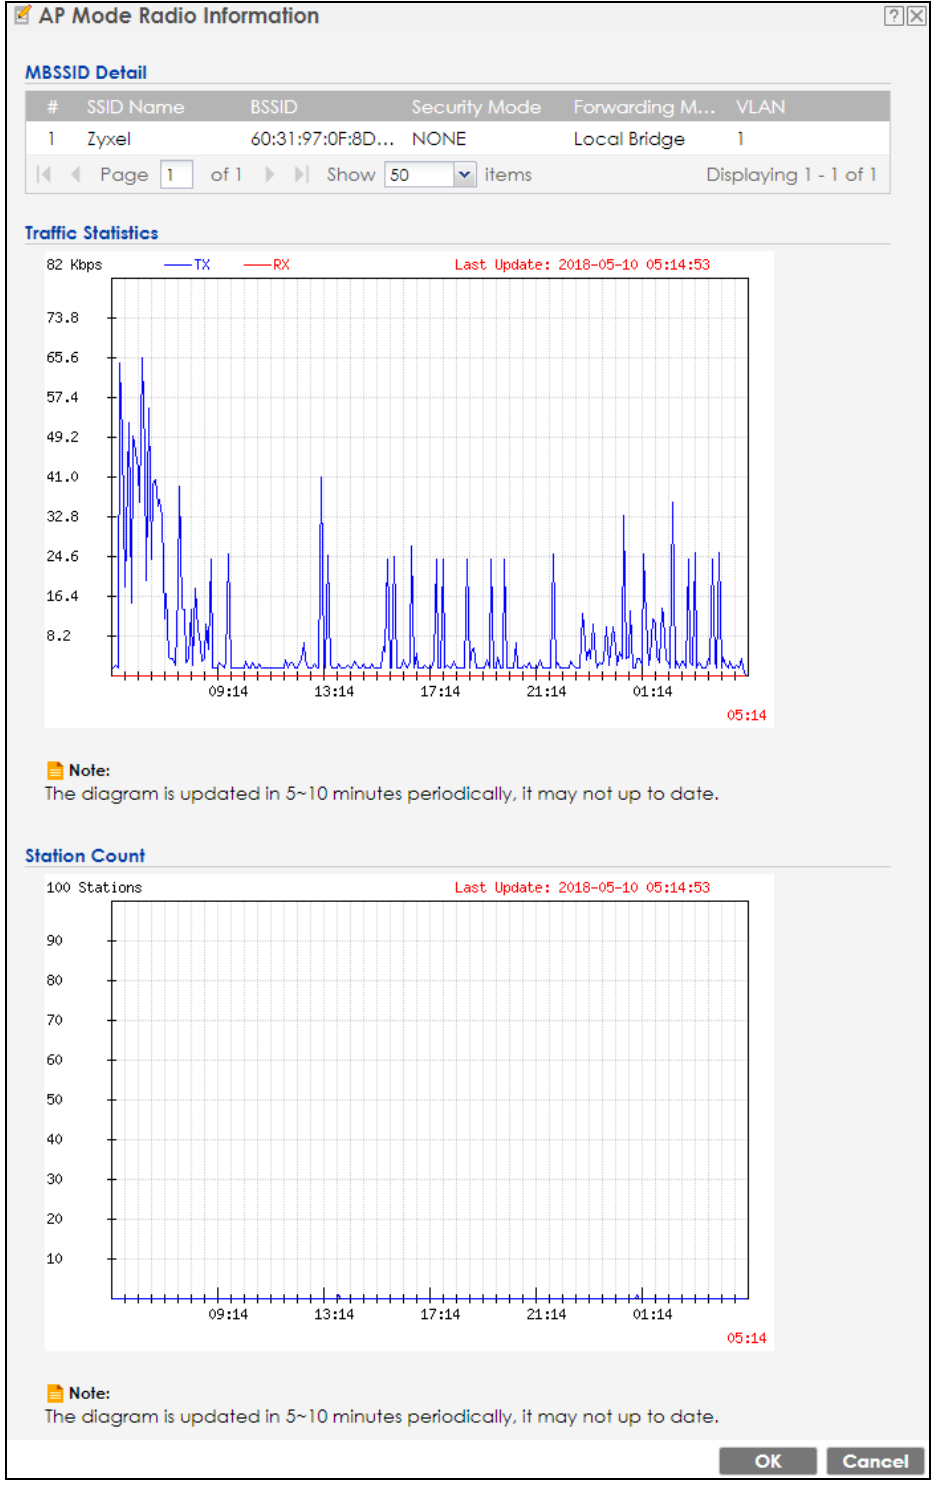 AP Mode Radio Information
MBSSID Detail
# SSID Name BSSID Security Mode Forwarding M... VLAN
1 Zyxel 60:31:97:0F:8D... NONE Local Bridge 1
Page 1 of 1 Show 50 items Displaying 1 - 1 of 1
Traffic Statistics
82 Kbps TX RX Last Update: 2018-05-10 05:14:53
73.8
65.6
57.4
49.2
41.0
32.8
24.6
16.4
8.2
09:14 13:14 17:14 21:14 01:14
05:14
Note:
The diagram is updated in 5~10 minutes periodically, it may not up to date.
Station Count
100 Stations Last Update: 2018-05-10 05:14:53
90
80
70
60
50
40
30
20
10
09:14 13:14 17:14 21:14 01:14
05:14
Note:
The diagram is updated in 5~10 minutes periodically, it may not up to date.
OK Cancel